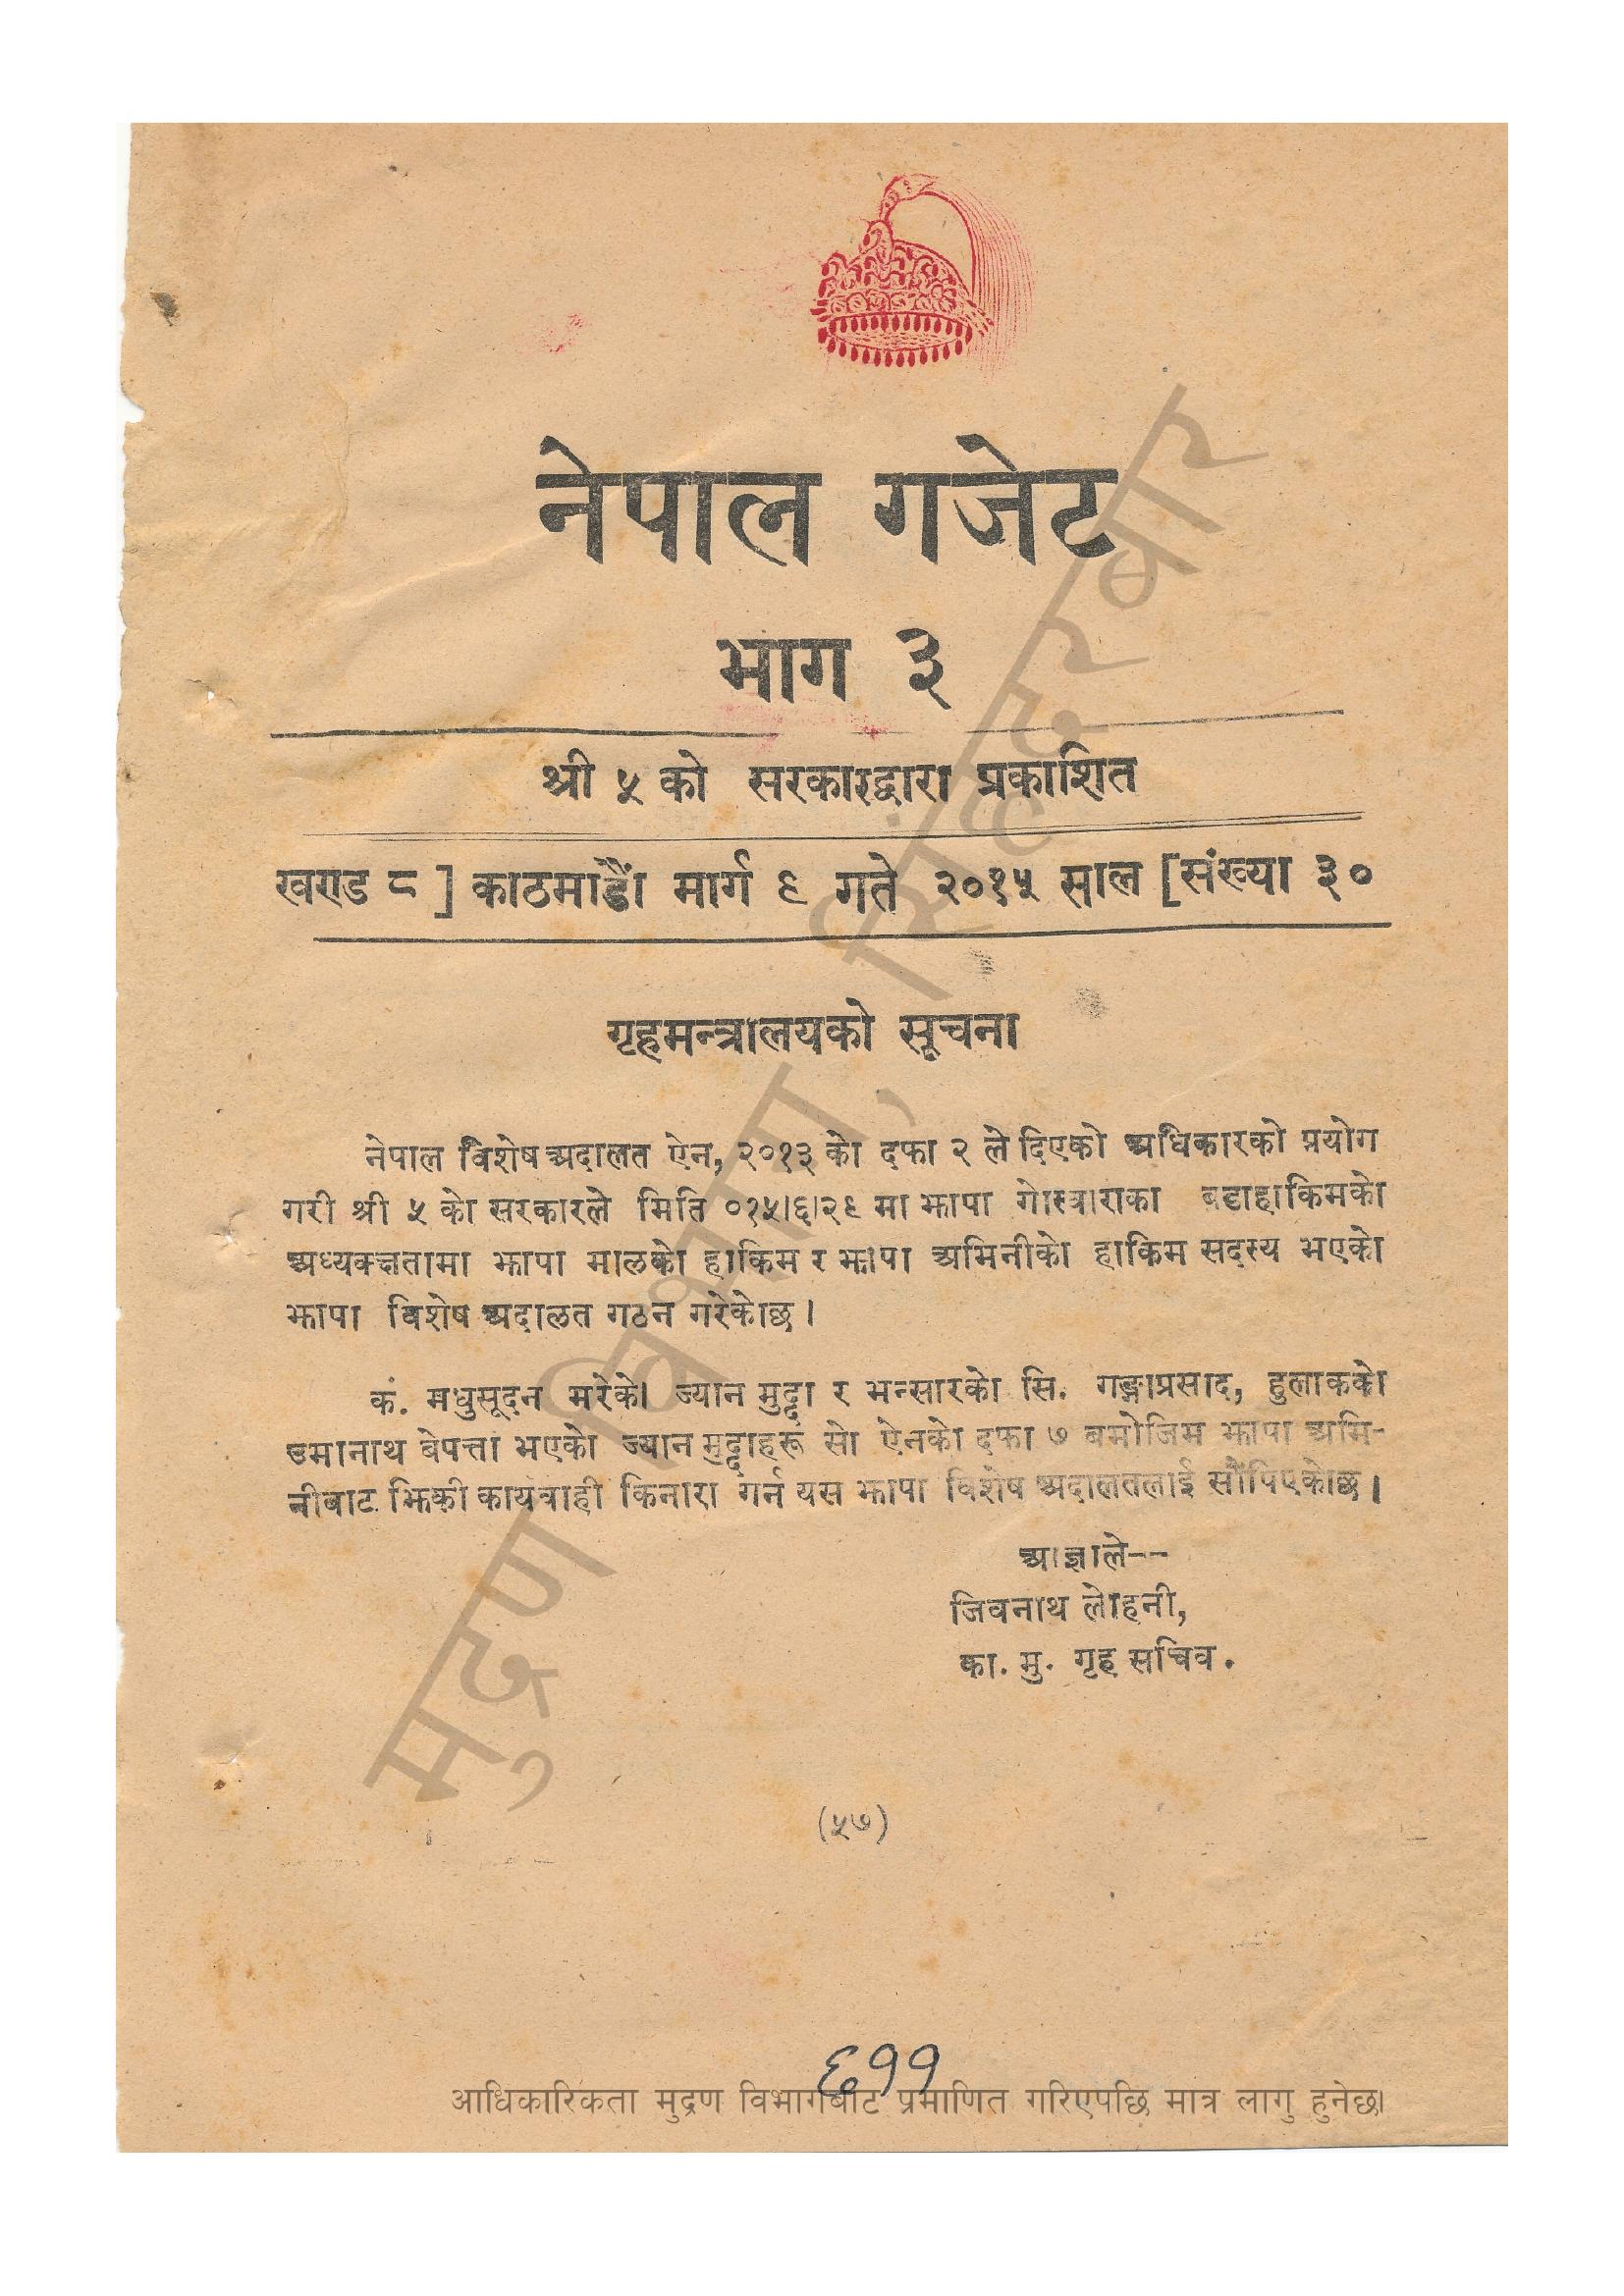 नेपाल गजेट
भाग ३
श्री ५ को सरकारद्वारा प्रकाशित
खण्ड ८ ] काठमाडौं मार्ग ९ गते २०१५ साल [ संख्या ३०
गृहमन्त्रालयको सूचना
नेपाल विशेष अदालत ऐन, २०१३ को दफा २ ले दिएको अधिकारको प्रयोग
गरी श्री ५ को सरकारले मिति ०१५।६।२९ मा झापा गोस्वाराका बडाहाकिमको
अध्यक्षतामा झापा मालको हाकिम र झापा अमिनीको हाकिम सदस्य भएको
झापा विशेष अदालत गठन गरेकोछ ।
कं. मधुसूदन मरेको ज्यान मुद्दा र भन्सारको सि. गङ्गाप्रसाद, हुलाकको
उमानाथ बेपत्ता भएको ज्यान मुद्दाहरू सो ऐनको दफा ७ बमोजिम झापा अमि-
नीबाट झिकी कायवाही किनारा गर्न यस झापा विशेष अदालतलाई सौंपिएकोछ ।
आज्ञाले--
जिवनाथ लोहनी,
का. मु. गृह सचिव.
(५७)
६११
आधिकारिकता मुद्रण विभागबाट प्रमाणित गरिएपछि मात्र लागु हुनेछ।
मुद्रण विभाग, सिंहदरबार